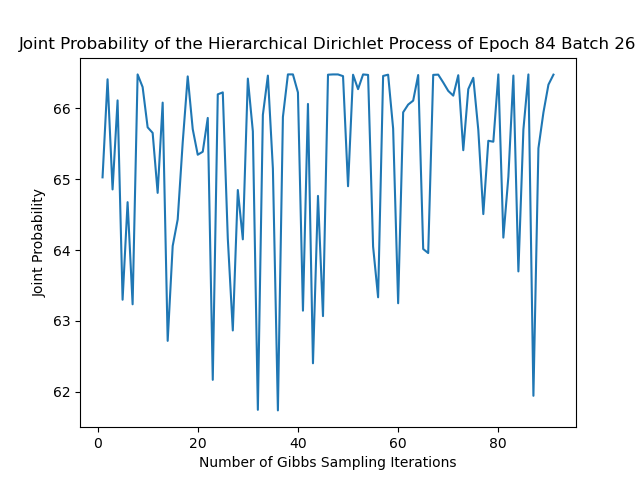 Joint Probability of the Hierarchical Dirichlet Process of Epoch 84 Batch 26
66
65
64
63
62
Joint Probability
0 20 40 60 80
Number of Gibbs Sampling Iterations